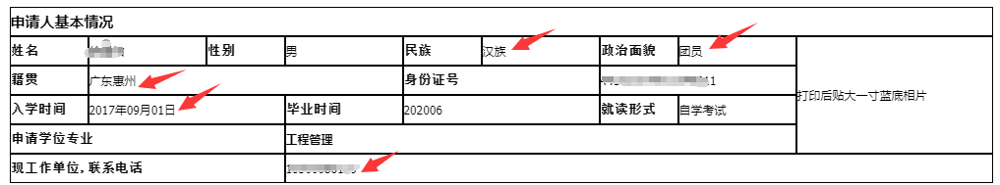 申请人基本情况
姓名 性别 男 民族 汉族 政治面貌 团员
籍贯 广东惠州 身份证号
打印后贴大一寸蓝底相片
入学时间 2017年09月01日 毕业时间 202006 就读形式 自学考试
申请学位专业 工程管理
现工作单位,联系电话